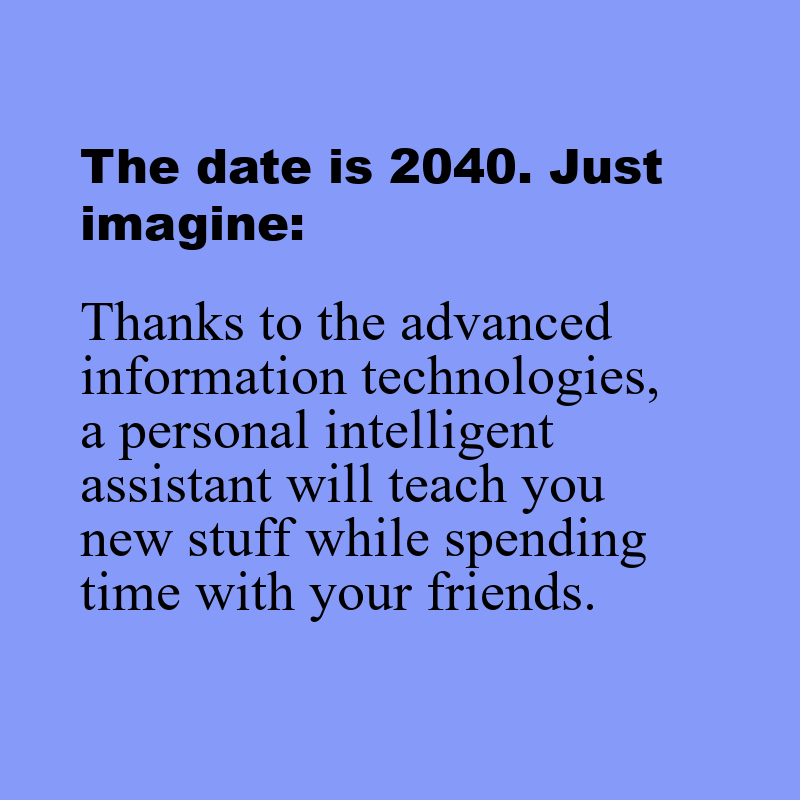 The date is 2040. Just
imagine:
Thanks to the advanced
information technologies,
a personal intelligent
assistant will teach you
new stuff while spending
time with your friends.